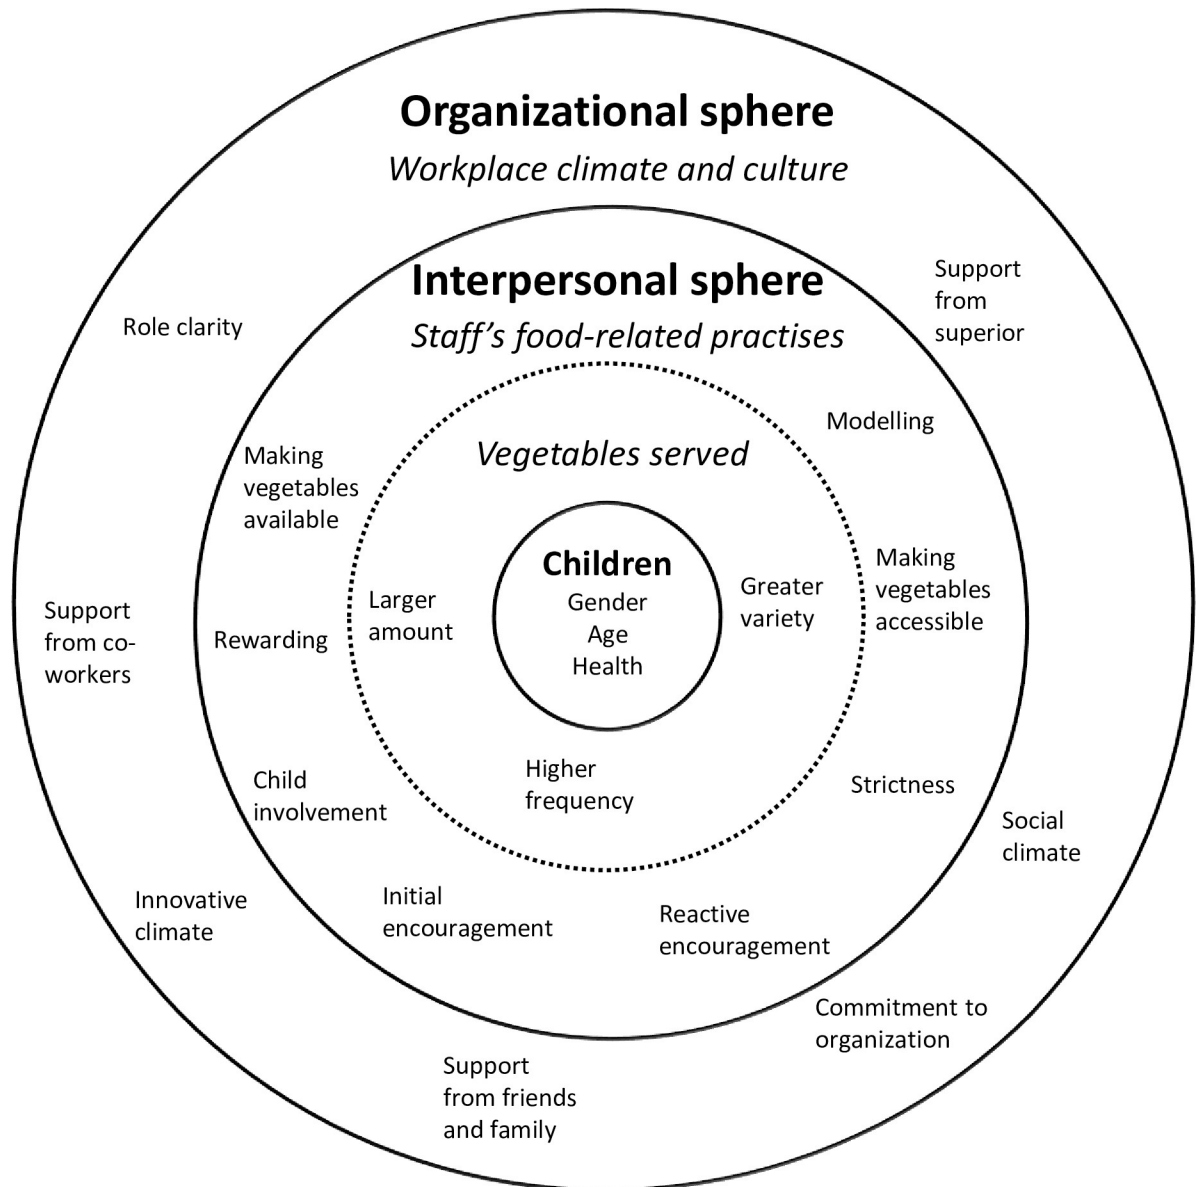 Organizational sphere
Workplace climate and culture
Interpersonal sphere
Staff’s food-related practises
Support
from
superior
Role clarity
Modelling
Making
vegetables
available
Vegetables served
Children
Gender
Age
Health
Making
vegetables
accessible
Greater
variety
Larger
amount
Rewarding
Support
from co-
workers
Higher
frequency
Child
involvement
Strictness
Social
climate
Innovative
climate
Initial
encouragement
Reactive
encouragement
Commitment to
organization
Support
from friends
and family